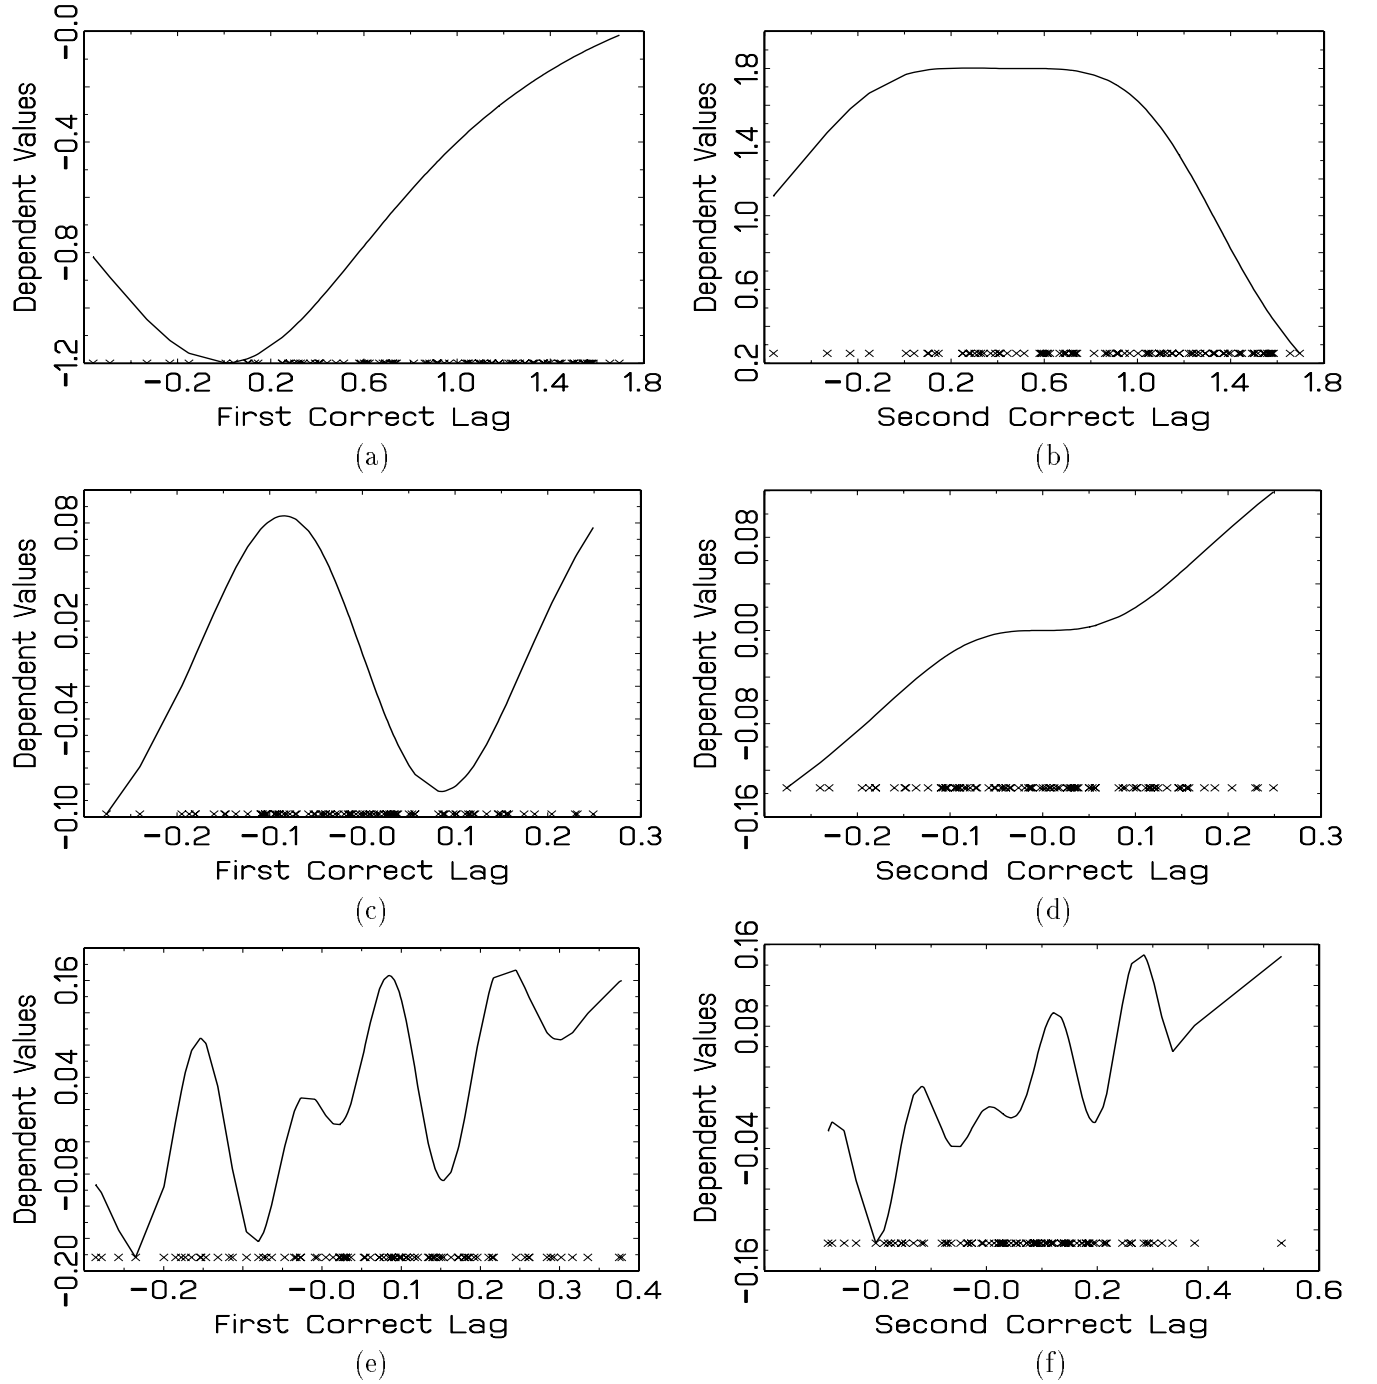 -0.0
-0.4
-0.8
-1.2
Dependent Values
-0.2 0.2 0.6 1.0 1.4 1.8
First Correct Lag
(a)
1.8
1.4
1.0
0.6
0.2
Dependent Values
-0.2 0.2 0.6 1.0 1.4 1.8
Second Correct Lag
(b)
0.08
0.02
-0.04
-0.10
Dependent Values
-0.2 -0.1 -0.0 0.1 0.2 0.3
First Correct Lag
(c)
0.08
0.00
-0.08
-0.16
Dependent Values
-0.2 -0.1 -0.0 0.1 0.2 0.3
Second Correct Lag
(d)
0.16
0.04
-0.08
-0.20
Dependent Values
-0.2 -0.0 0.1 0.2 0.3 0.4
First Correct Lag
(e)
0.16
0.08
-0.04
-0.16
Dependent Values
-0.2 -0.0 0.2 0.4 0.6
Second Correct Lag
(f)